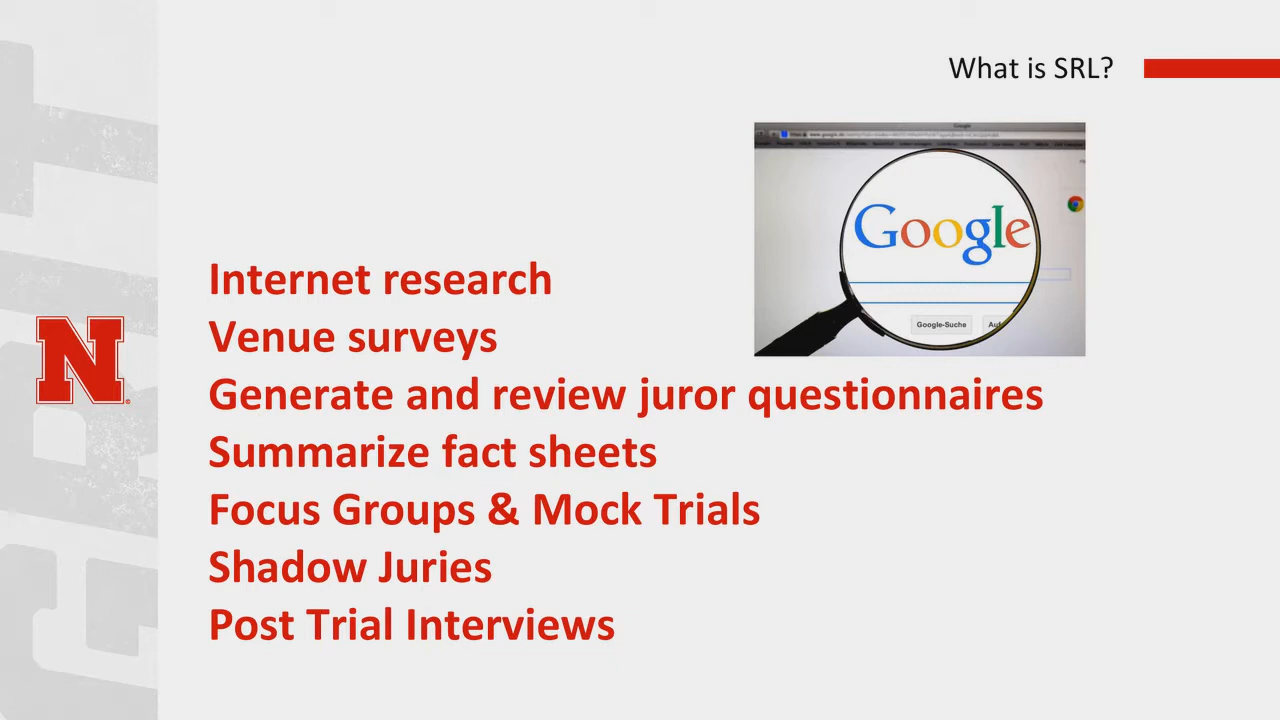 What is SRL?
Google
Google
Google-Suche
N
Internet research
Venue surveys
Generate and review juror questionnaires
Summarize fact sheets
Focus Groups & Mock Trials
Shadow Juries
Post Trial Interviews